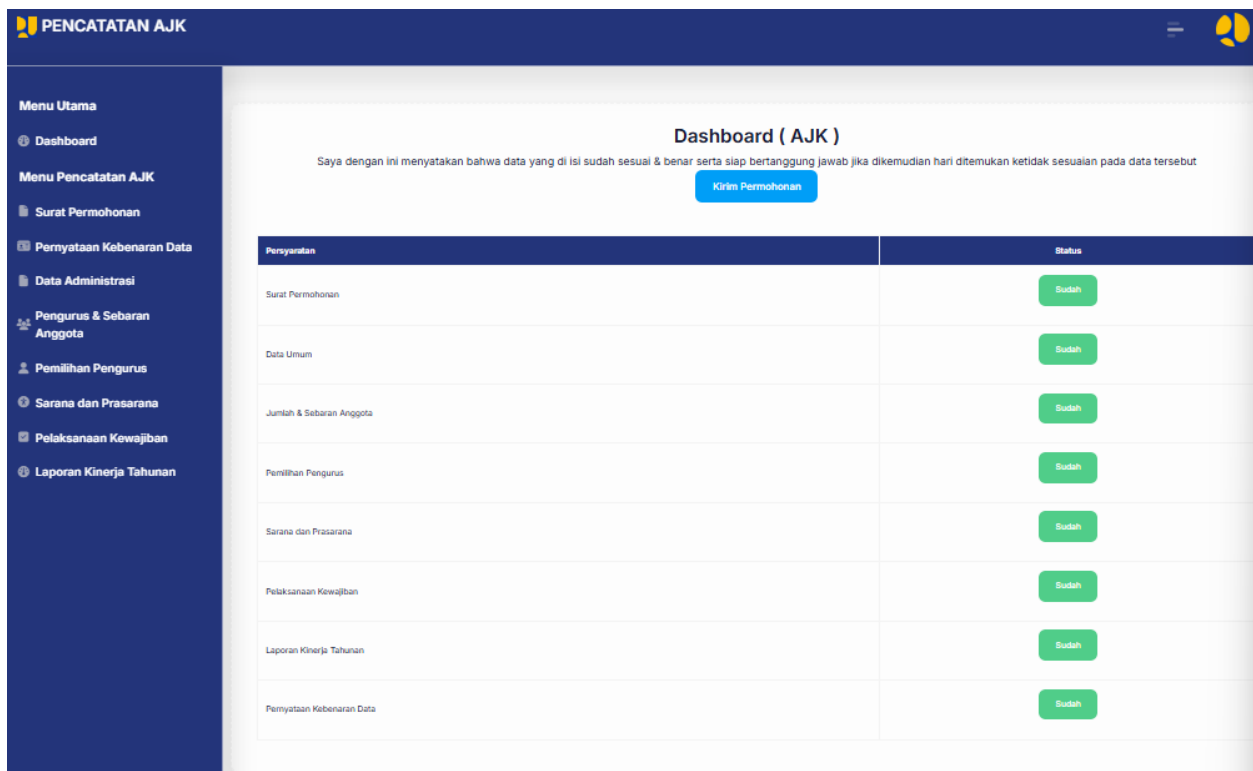 PENCATATAN AJK
Menu Utama
Dashboard
Menu Pencatatan AJK
Surat Permohonan
Pernyataan Kebenaran Data
Data Administrasi
Pengurus & Sebaran
Anggota
Pemilihan Pengurus
Sarana dan Prasarana
Pelaksanaan Kewajiban
Laporan Kinerja Tahunan
Dashboard ( AJK )
Saya dengan ini menyatakan bahwa data yang di isi sudah sesuai & benar serta siap bertanggung jawab jika dikemudian hari ditemukan ketidak sesuaian pada data tersebut
Kirim Permohonan
Persyaratan Status
Surat Permohonan Sudah
Data Umum Sudah
Jumlah & Sebaran Anggota Sudah
Pemilihan Pengurus Sudah
Sarana dan Prasarana Sudah
Pelaksanaan Kewajiban Sudah
Laporan Kinerja Tahunan Sudah
Pernyataan Kebenaran Data Sudah